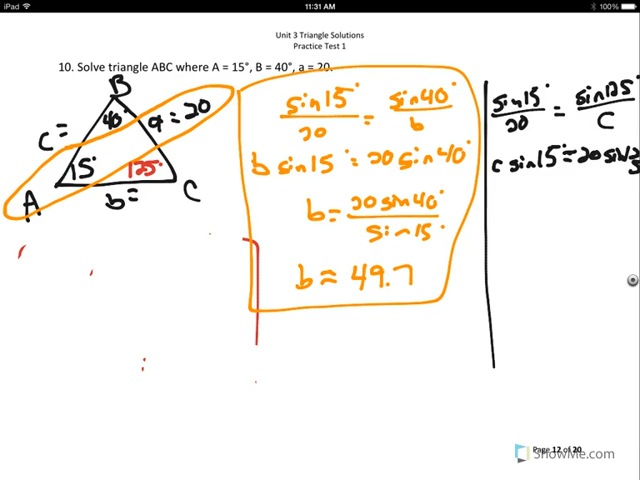 iPad
11:31 AM
100%
Unit 3 Triangle Solutions
Practice Test 1
10. Solve triangle ABC where A = 15°, B = 40°, a = 20.
B
40°
a = 20
c =
15°
125°
A
b =
C
sin15° / 20 = sin40° / b
b sin15° = 20 sin40°
b = 20 sin40° / sin15°
b ≈ 49.7
sin15° / 20 = sin125° / C
c sin15° = 20 sin125
Page 12 of 20
ShowMe.com